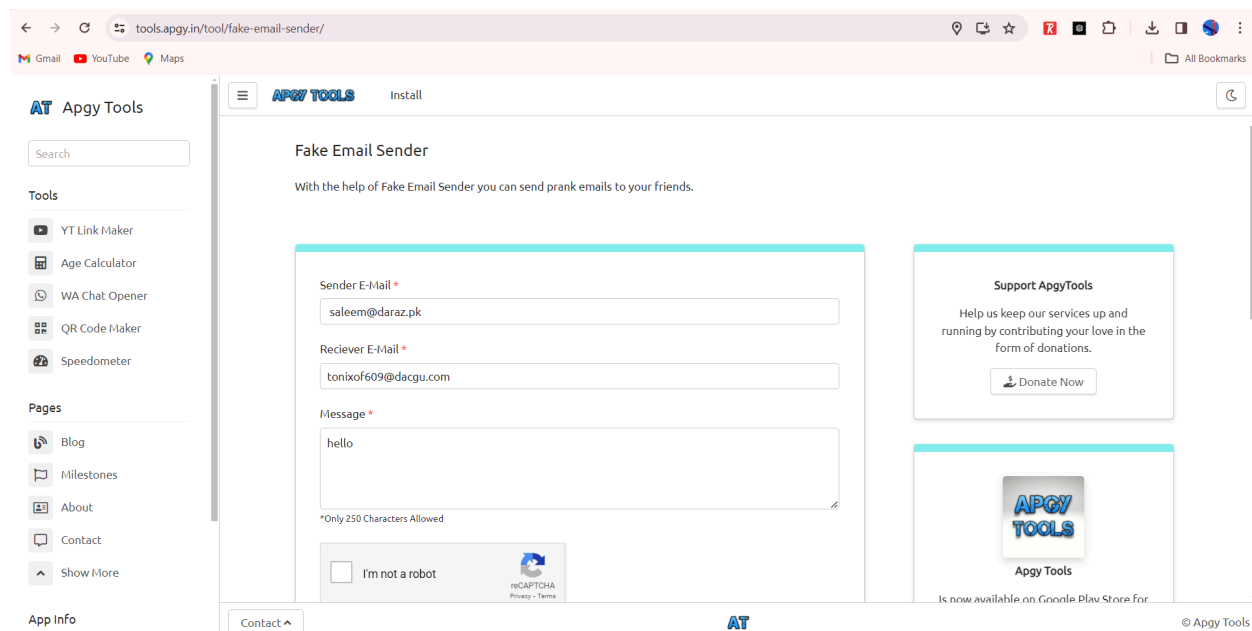 tools.apgy.in/tool/fake-email-sender/
Gmail YouTube Maps All Bookmarks
AT Apgy Tools
Search
Tools
YT Link Maker
Age Calculator
WA Chat Opener
QR Code Maker
Speedometer
Pages
Blog
Milestones
About
Contact
Show More
App Info
APGY TOOLS Install
Fake Email Sender
With the help of Fake Email Sender you can send prank emails to your friends.
Sender E-Mail *
saleem@daraz.pk
Reciever E-Mail *
tonixof609@dacgu.com
Message *
hello
*Only 250 Characters Allowed
I'm not a robot
reCAPTCHA
Privacy - Terms
Support ApgyTools
Help us keep our services up and
running by contributing your love in the
form of donations.
Donate Now
APGY
TOOLS
Apgy Tools
Is now available on Google Play Store for
Contact AT © Apgy Tools